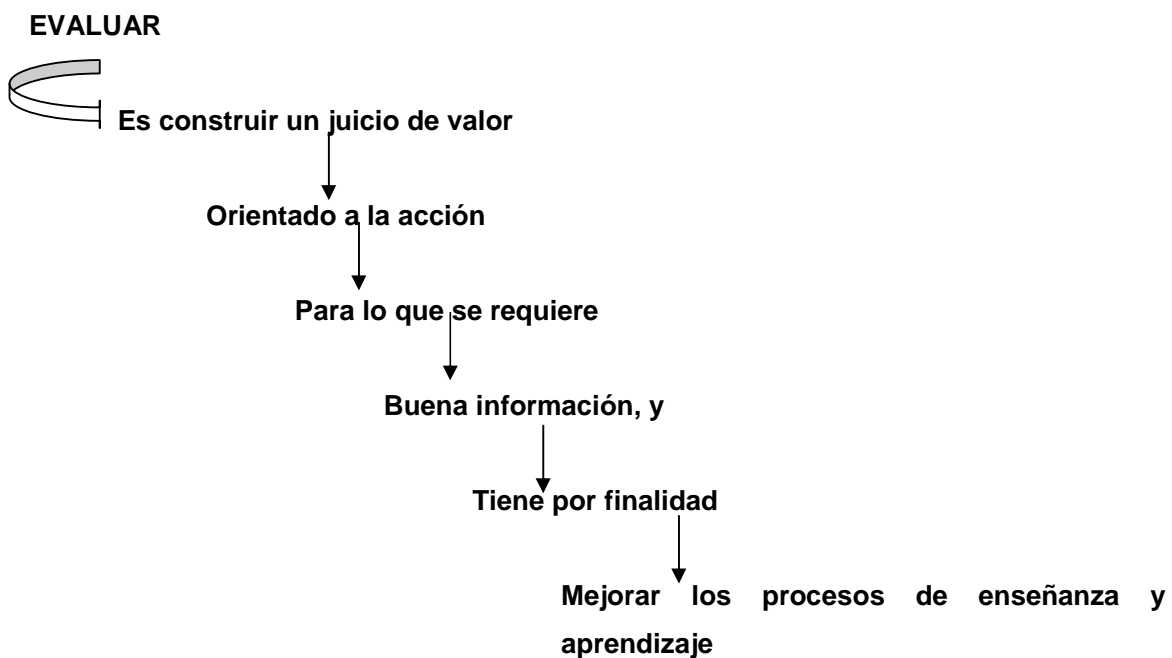 EVALUAR
Es construir un juicio de valor
Orientado a la acción
Para lo que se requiere
Buena información, y
Tiene por finalidad
Mejorar los procesos de enseñanza y
aprendizaje